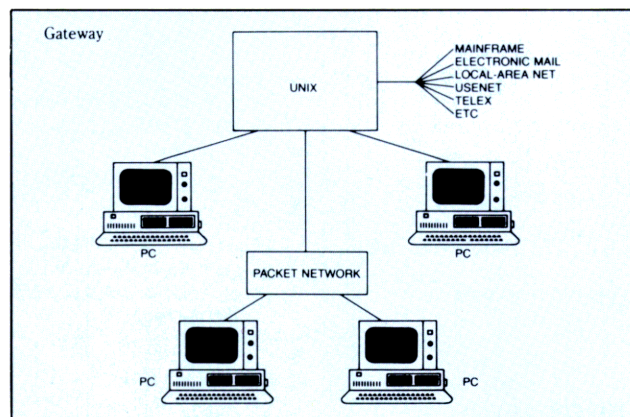 Gateway
UNIX
MAINFRAME
ELECTRONIC MAIL
LOCAL-AREA NET
USENET
TELEX
ETC
PC
PC
PACKET NETWORK
PC
PC